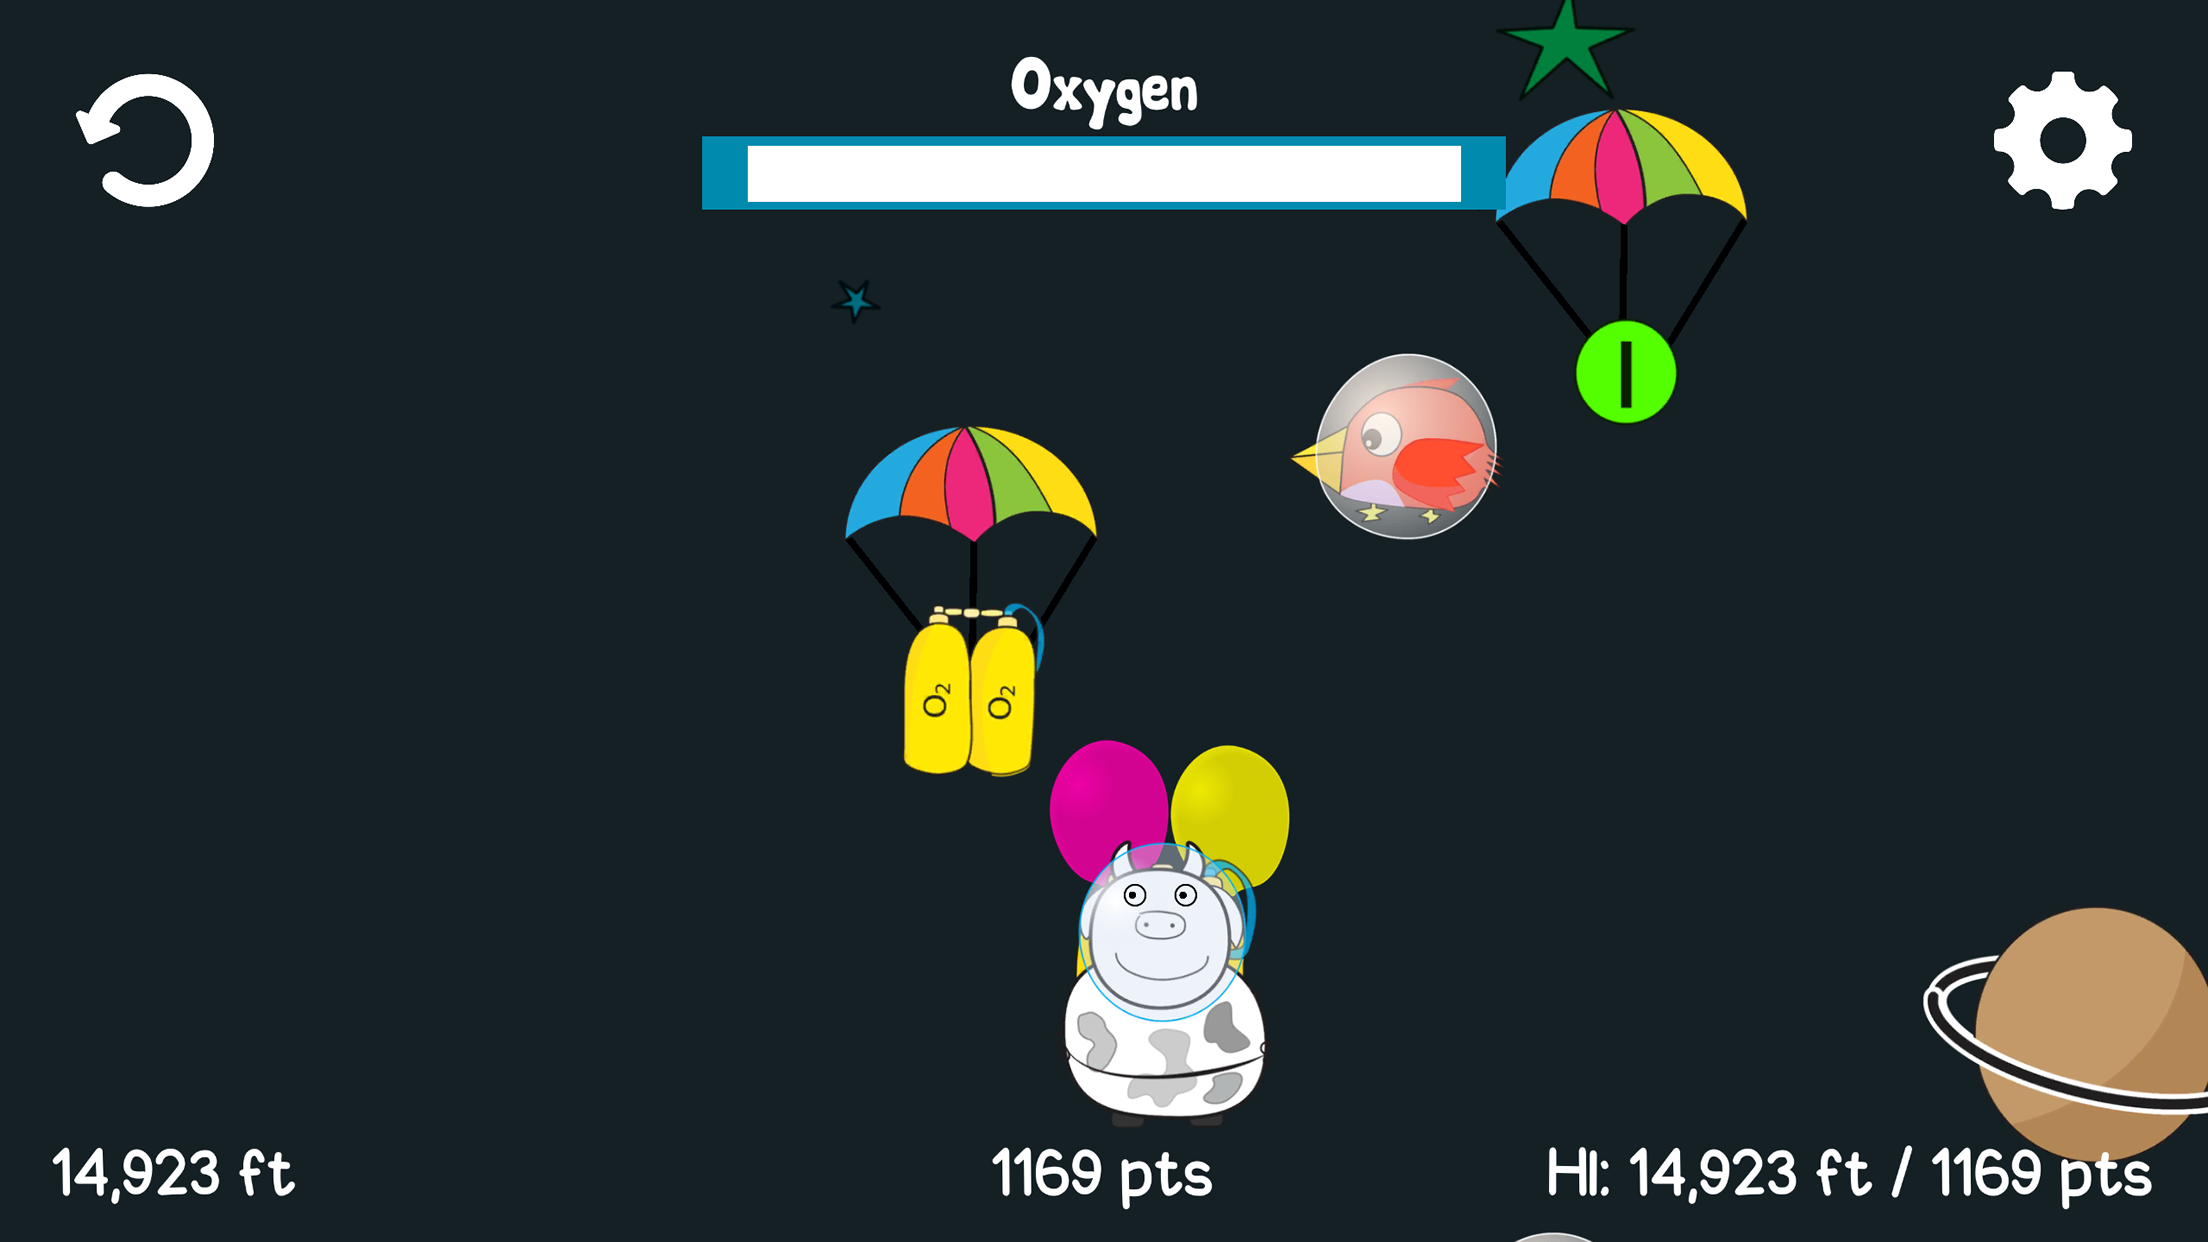 Oxygen
I
O₂ O₂
14,923 ft
1169 pts
HI: 14,923 ft / 1169 pts